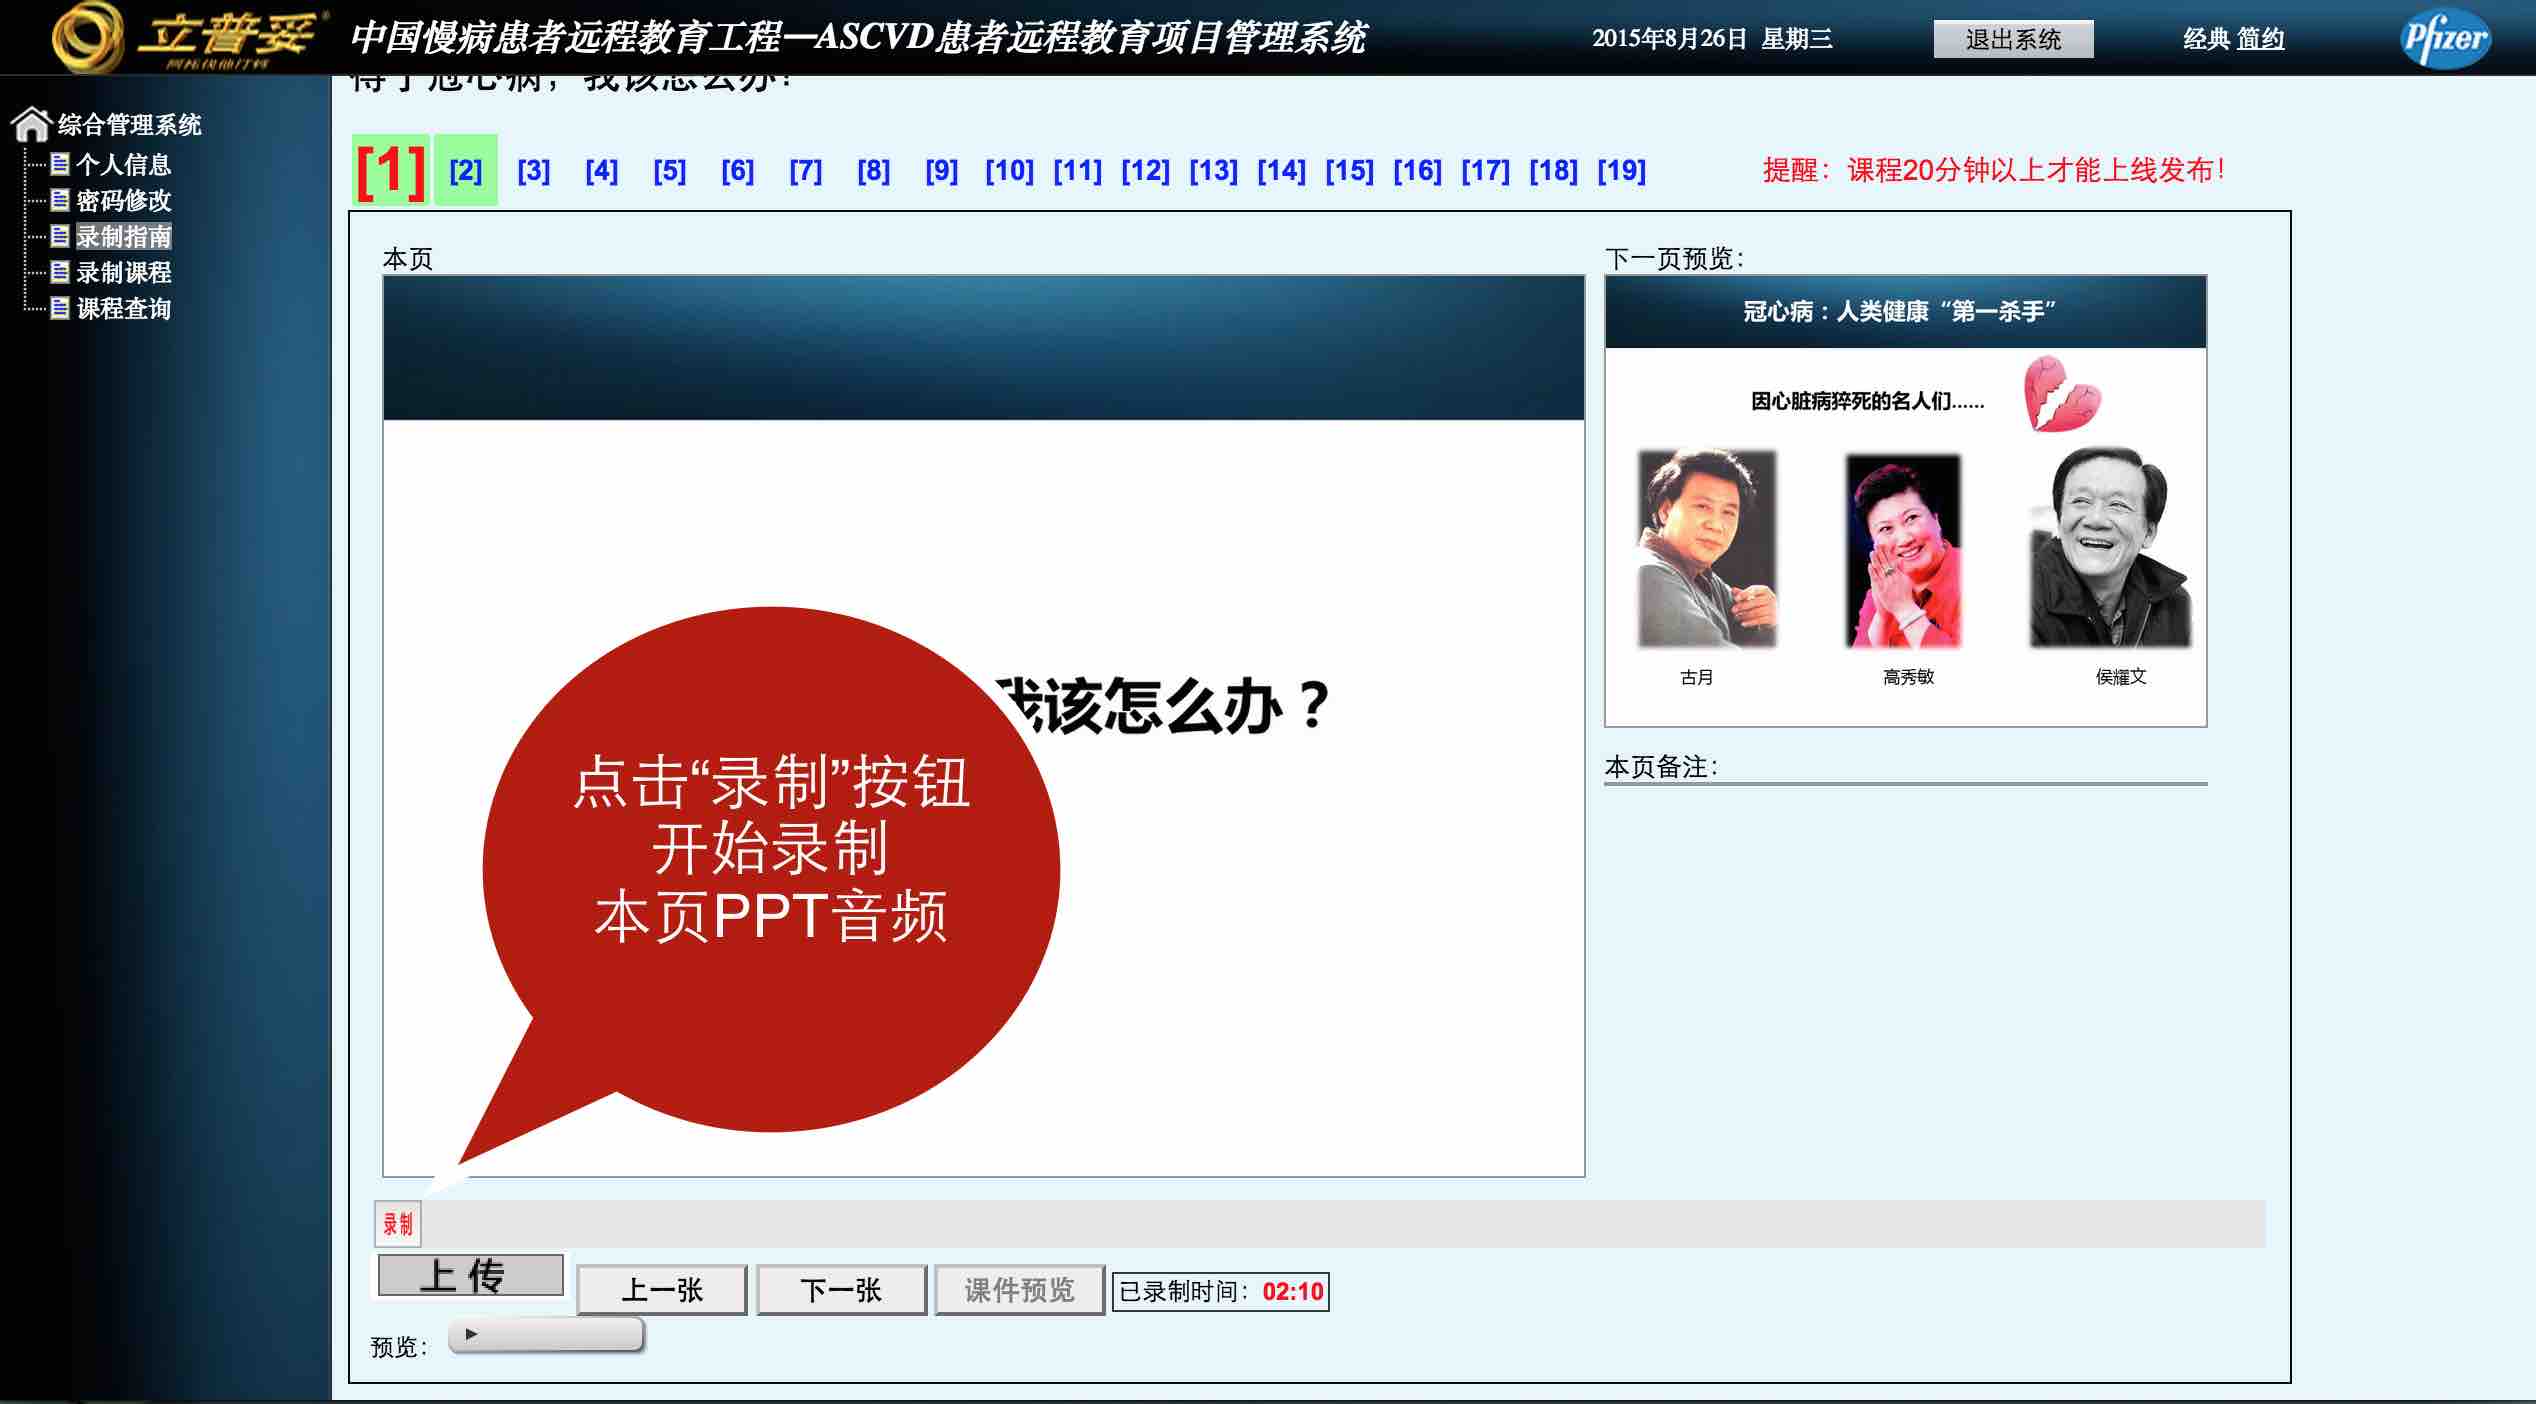 立普妥
中国慢病患者远程教育工程—ASCVD患者远程教育项目管理系统
2015年8月26日 星期三
退出系统
经典 简约
Pfizer
得了冠心病，我该怎么办？
综合管理系统
个人信息
密码修改
录制指南
录制课程
课程查询
[1] [2] [3] [4] [5] [6] [7] [8] [9] [10] [11] [12] [13] [14] [15] [16] [17] [18] [19]
提醒：课程20分钟以上才能上线发布！
本页
我该怎么办？
点击“录制”按钮
开始录制
本页PPT音频
下一页预览：
冠心病：人类健康“第一杀手”
因心脏病猝死的名人们......
古月
高秀敏
侯耀文
本页备注：
录制
上 传
上一张
下一张
课件预览
已录制时间：02:10
预览：